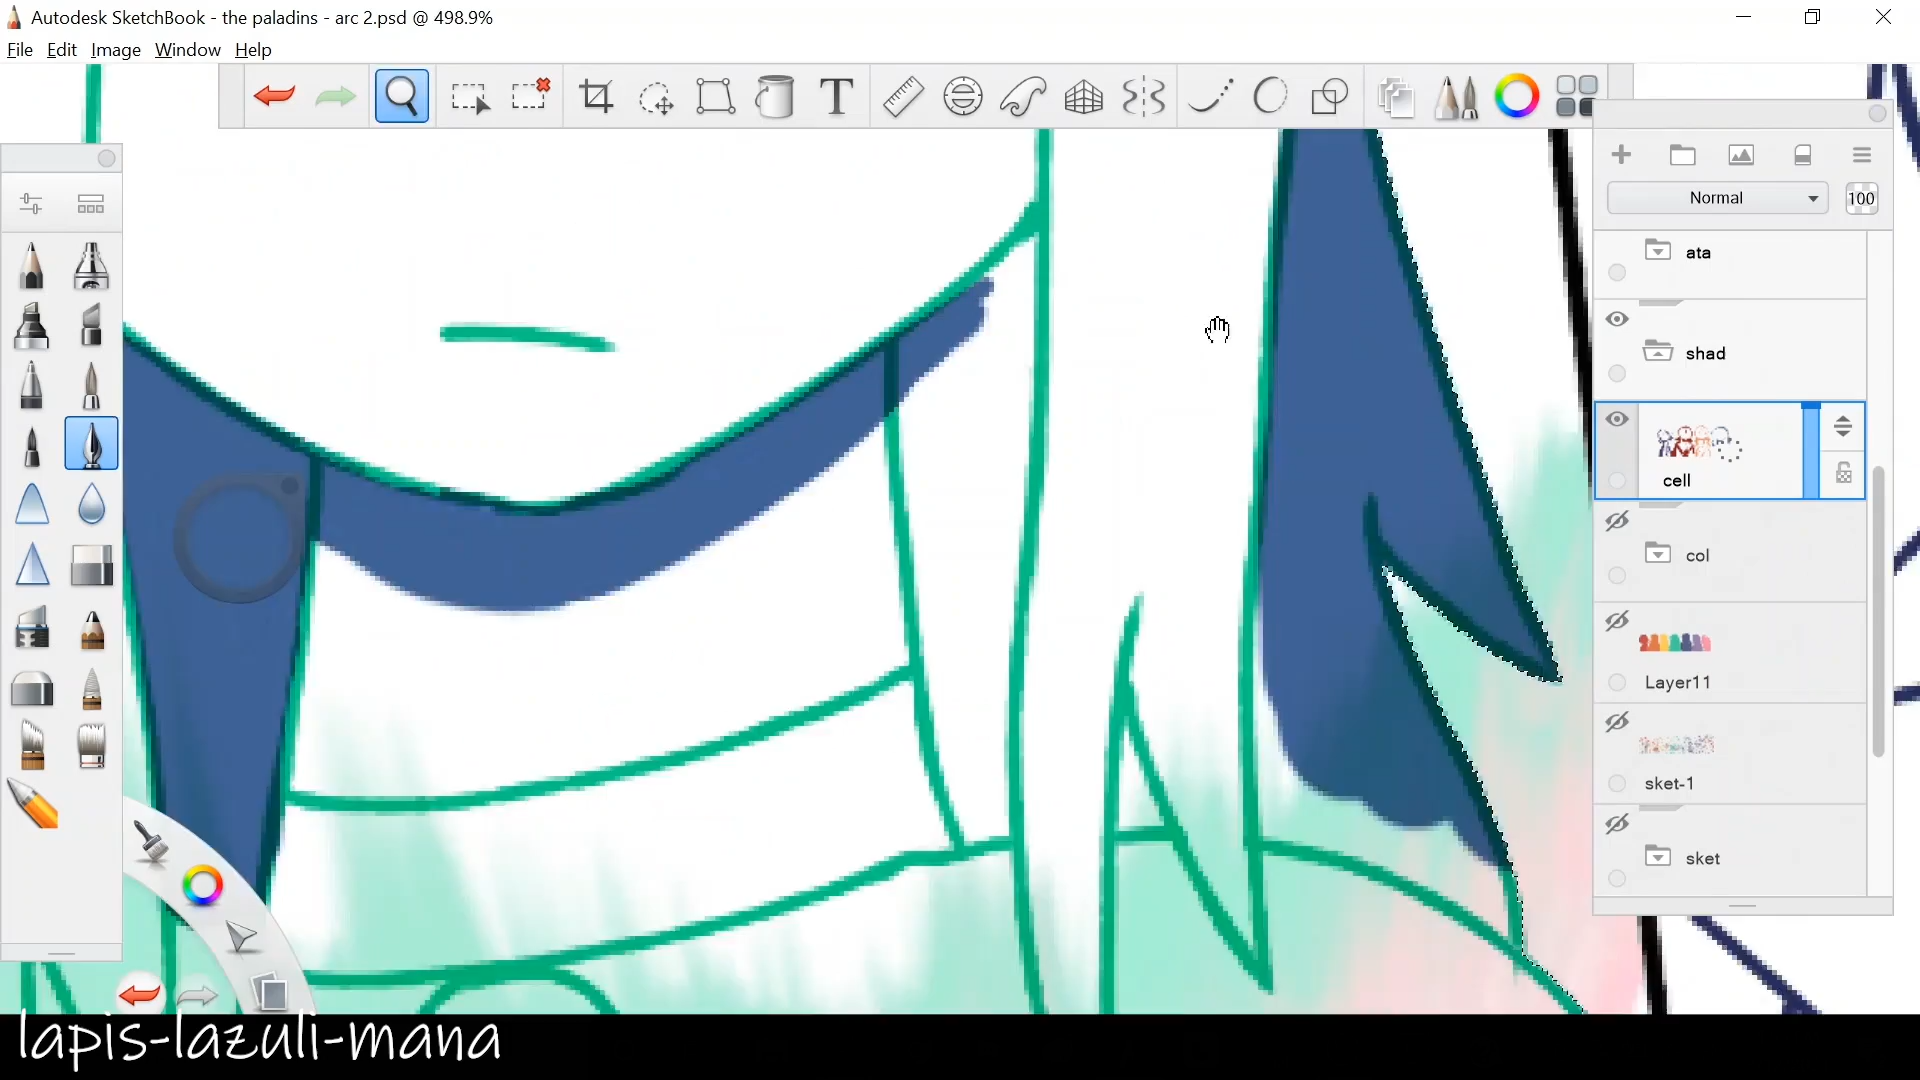 Autodesk SketchBook - the paladins - arc 2.psd @ 498.9%
File Edit Image Window Help
T
Normal 100
ata
shad
cell
col
Layer11
sket-1
sket
lapis-lazuli-mana